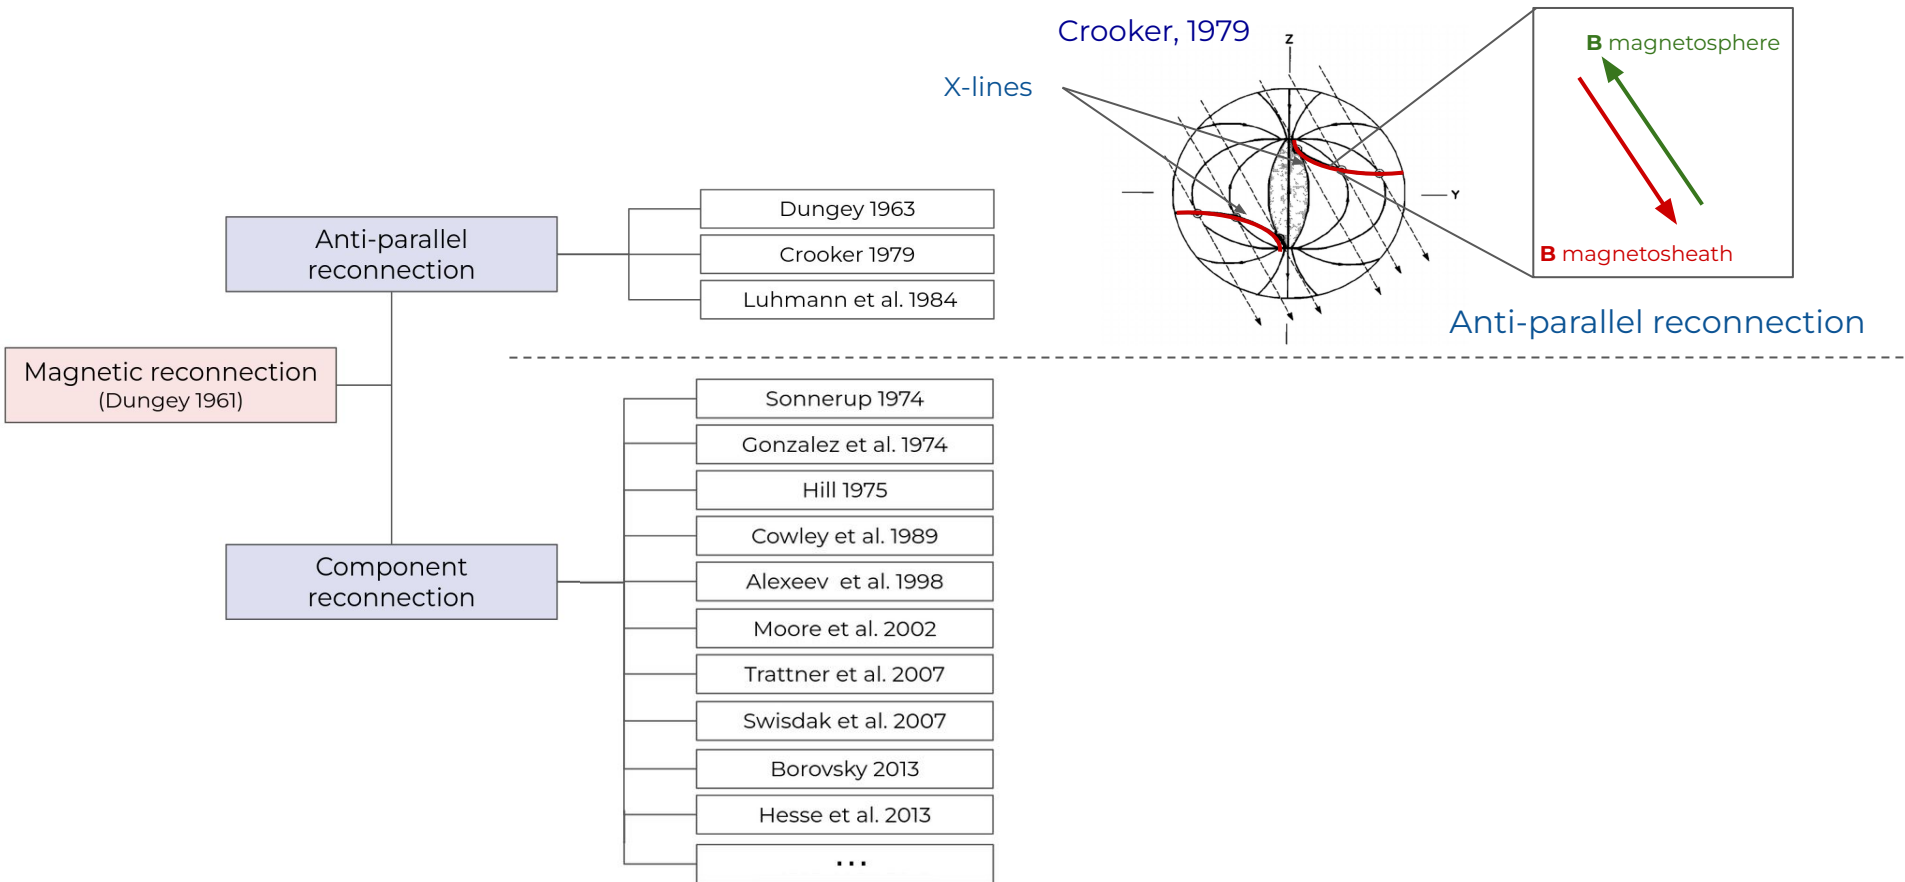 Crooker, 1979
X-lines
Z
Y
B magnetosphere
B magnetosheath
Anti-parallel reconnection
Magnetic reconnection
(Dungey 1961)
Anti-parallel
reconnection
Dungey 1963
Crooker 1979
Luhmann et al. 1984
Component
reconnection
Sonnerup 1974
Gonzalez et al. 1974
Hill 1975
Cowley et al. 1989
Alexeev  et al. 1998
Moore et al. 2002
Trattner et al. 2007
Swisdak et al. 2007
Borovsky 2013
Hesse et al. 2013
...